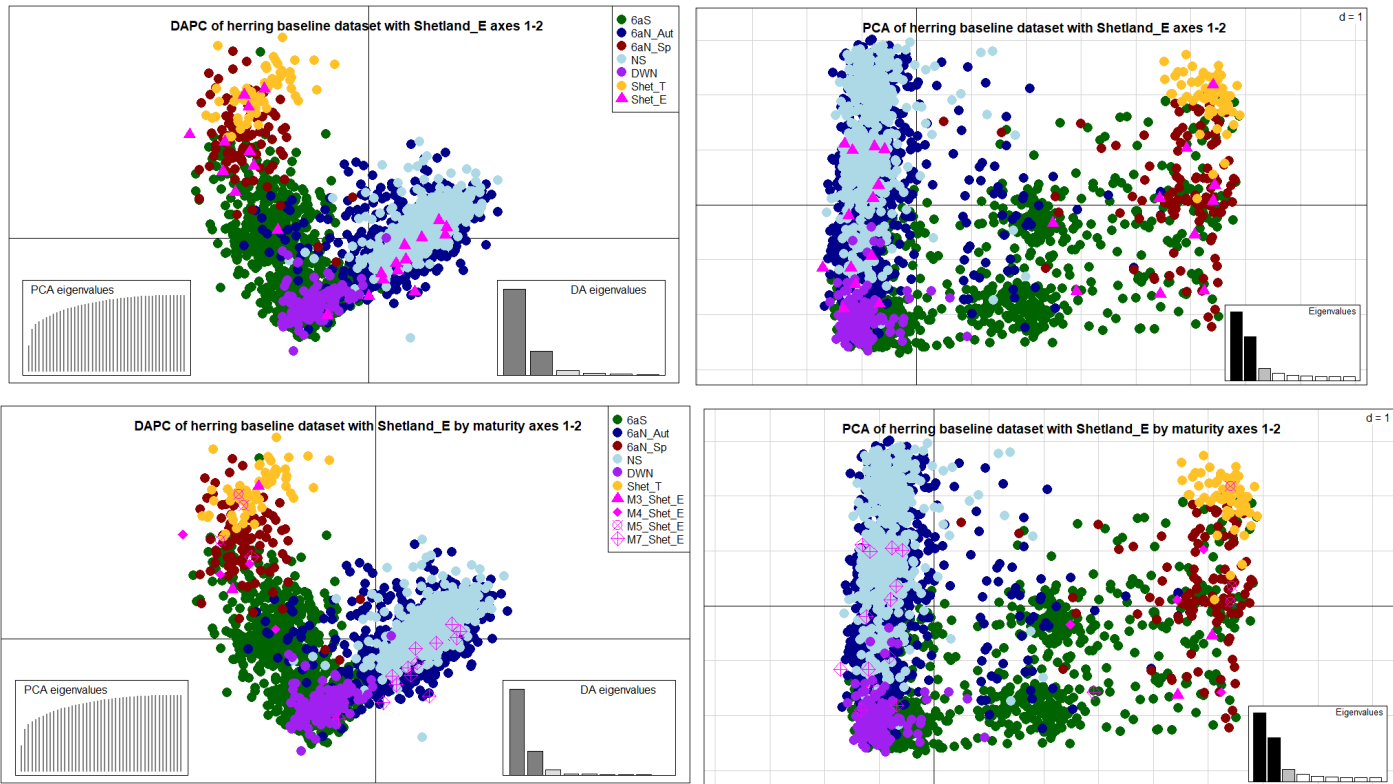 DAPC of herring baseline dataset with Shetland_E axes 1-2
6aS
6aN_Aut
6aN_Sp
NS
DWN
Shet_T
Shet_E
PCA eigenvalues
DA eigenvalues
PCA of herring baseline dataset with Shetland_E axes 1-2
d = 1
Eigenvalues
DAPC of herring baseline dataset with Shetland_E by maturity axes 1-2
6aS
6aN_Aut
6aN_Sp
NS
DWN
Shet_T
M3_Shet_E
M4_Shet_E
M5_Shet_E
M7_Shet_E
PCA eigenvalues
DA eigenvalues
PCA of herring baseline dataset with Shetland_E by maturity axes 1-2
d = 1
Eigenvalues